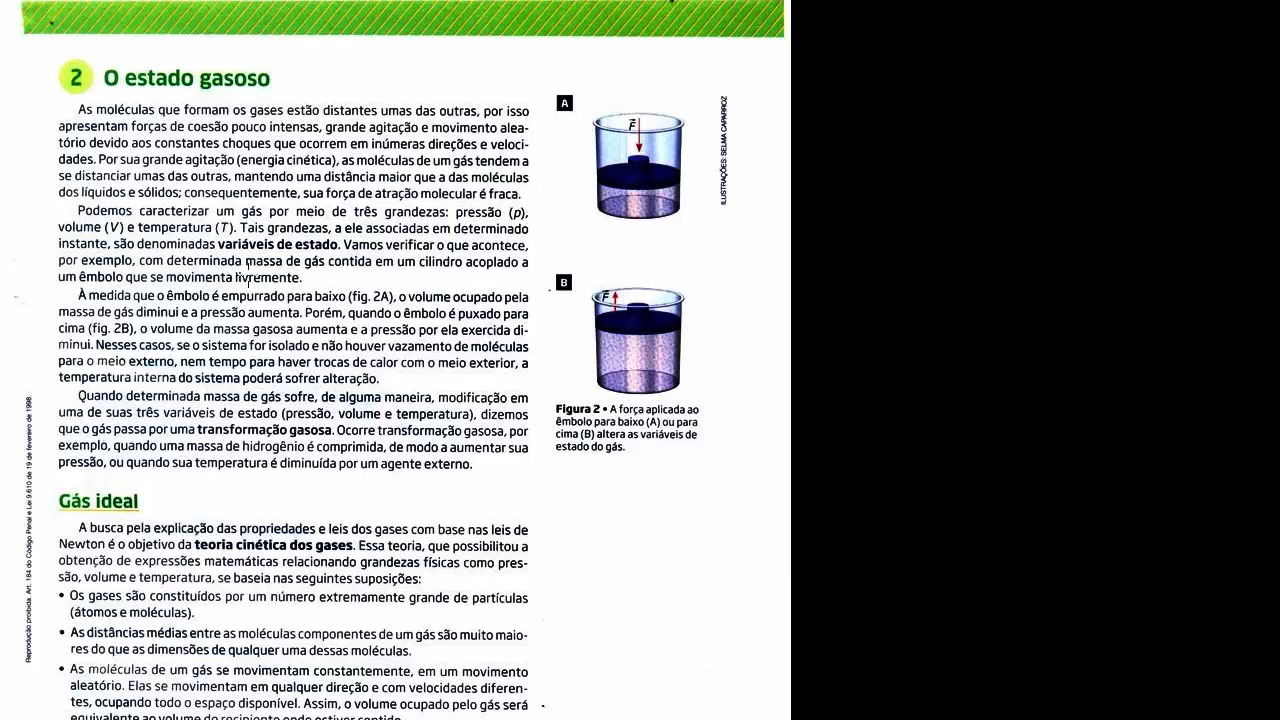 2 O estado gasoso
As moléculas que formam os gases estão distantes umas das outras, por isso
apresentam forças de coesão pouco intensas, grande agitação e movimento alea-
tório devido aos constantes choques que ocorrem em inúmeras direções e veloci-
dades. Por sua grande agitação (energia cinética), as moléculas de um gás tendem a
se distanciar umas das outras, mantendo uma distância maior que a das moléculas
dos líquidos e sólidos; consequentemente, sua força de atração molecular é fraca.
Podemos caracterizar um gás por meio de três grandezas: pressão (p),
volume (V) e temperatura (T). Tais grandezas, a ele associadas em determinado
instante, são denominadas variáveis de estado. Vamos verificar o que acontece,
por exemplo, com determinada massa de gás contida em um cilindro acoplado a
um êmbolo que se movimenta livremente.
À medida que o êmbolo é empurrado para baixo (fig. 2A), o volume ocupado pela
massa de gás diminui e a pressão aumenta. Porém, quando o êmbolo é puxado para
cima (fig. 2B), o volume da massa gasosa aumenta e a pressão por ela exercida di-
minui. Nesses casos, se o sistema for isolado e não houver vazamento de moléculas
para o meio externo, nem tempo para haver trocas de calor com o meio exterior, a
temperatura interna do sistema poderá sofrer alteração.
Quando determinada massa de gás sofre, de alguma maneira, modificação em
uma de suas três variáveis de estado (pressão, volume e temperatura), dizemos
que o gás passa por uma transformação gasosa. Ocorre transformação gasosa, por
exemplo, quando uma massa de hidrogênio é comprimida, de modo a aumentar sua
pressão, ou quando sua temperatura é diminuída por um agente externo.
Gás ideal
A busca pela explicação das propriedades e leis dos gases com base nas leis de
Newton é o objetivo da teoria cinética dos gases. Essa teoria, que possibilitou a
obtenção de expressões matemáticas relacionando grandezas físicas como pres-
são, volume e temperatura, se baseia nas seguintes suposições:
• Os gases são constituídos por um número extremamente grande de partículas
(átomos e moléculas).
• As distâncias médias entre as moléculas componentes de um gás são muito maio-
res do que as dimensões de qualquer uma dessas moléculas.
• As moléculas de um gás se movimentam constantemente, em um movimento
aleatório. Elas se movimentam em qualquer direção e com velocidades diferen-
tes, ocupando todo o espaço disponível. Assim, o volume ocupado pelo gás será
equivalente ao volume do recipiente onde estiver contido.
A
F
B
F
Figura 2 • A força aplicada ao
êmbolo para baixo (A) ou para
cima (B) altera as variáveis de
estado do gás.
ILUSTRAÇÕES: SELMA CAPARROZ
Reprodução proibida. Art. 184 do Código Penal e Lei 9.610 de 19 de fevereiro de 1998.